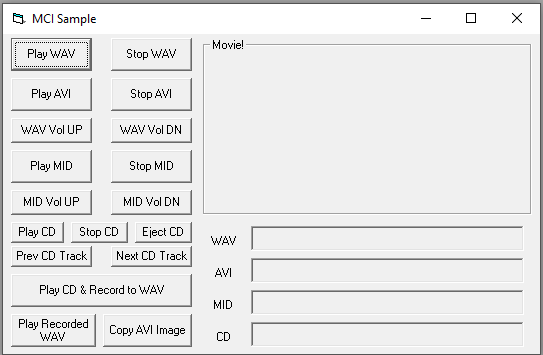 MCI Sample
Play WAV
Stop WAV
Movie!
Play AVI
Stop AVI
WAV Vol UP
WAV Vol DN
Play MID
Stop MID
MID Vol UP
MID Vol DN
Play CD
Stop CD
Eject CD
Prev CD Track
Next CD Track
Play CD & Record to WAV
Play Recorded
WAV
Copy AVI Image
WAV
AVI
MID
CD